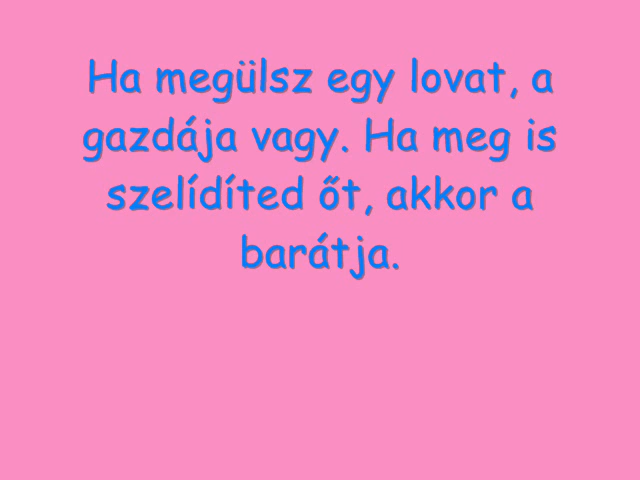 Ha megülsz egy lovat, a
gazdája vagy. Ha meg is
szelídíted őt, akkor a
barátja.